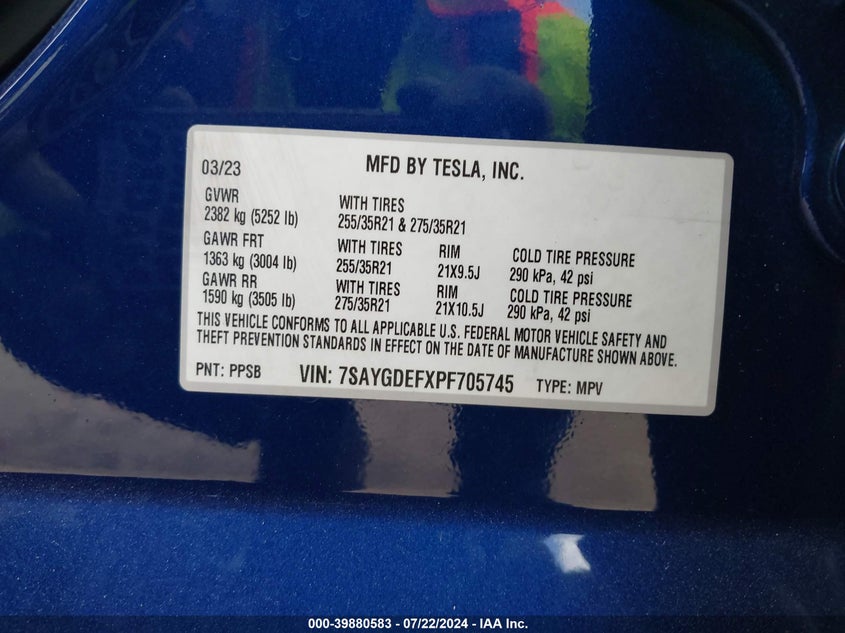 03/23 MFD BY TESLA, INC.
GVWR WITH TIRES
2382 kg (5252 lb) 255/35R21 & 275/35R21
GAWR FRT WITH TIRES RIM COLD TIRE PRESSURE
1363 kg (3004 lb) 255/35R21 21X9.5J 290 kPa, 42 psi
GAWR RR WITH TIRES RIM COLD TIRE PRESSURE
1590 kg (3505 lb) 275/35R21 21X10.5J 290 kPa, 42 psi
THIS VEHICLE CONFORMS TO ALL APPLICABLE U.S. FEDERAL MOTOR VEHICLE SAFETY AND
THEFT PREVENTION STANDARDS IN EFFECT ON THE DATE OF MANUFACTURE SHOWN ABOVE.
PNT: PPSB VIN: 7SAYGDEFXPF705745 TYPE: MPV
000-39880583 - 07/22/2024 - IAA Inc.